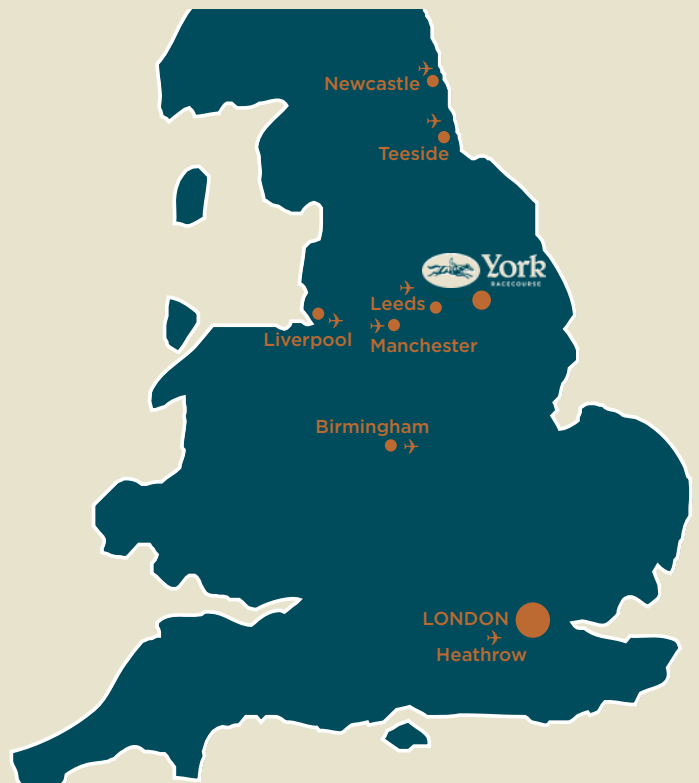 Newcastle
Teeside
York
RACECOURSE
Leeds
Liverpool
Manchester
Birmingham
LONDON
Heathrow